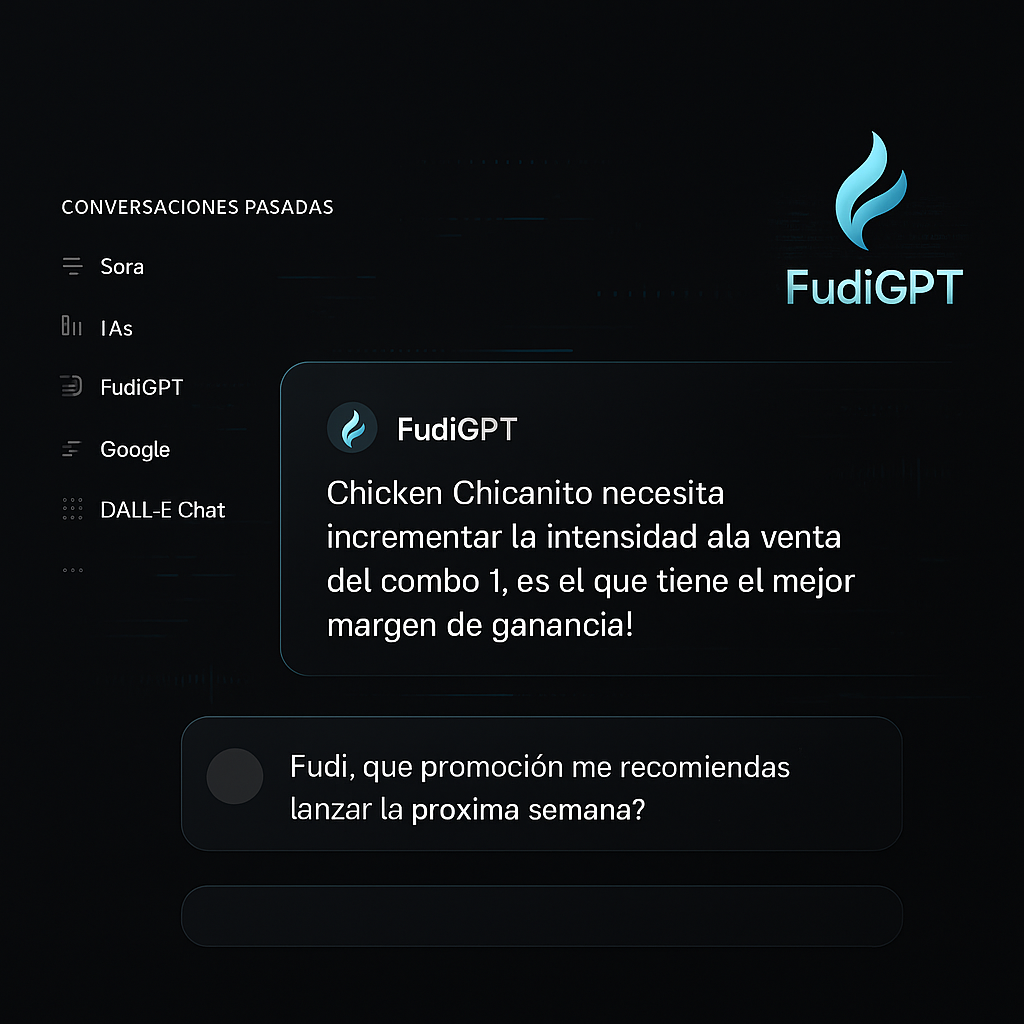 CONVERSACIONES PASADAS
Sora
IAs
FudiGPT
Google
DALL-E Chat
...
FudiGPT
FudiGPT
Chicken Chicanito necesita
incrementar la intensidad ala venta
del combo 1, es el que tiene el mejor
margen de ganancia!
Fudi, que promoción me recomiendas
lanzar la proxima semana?